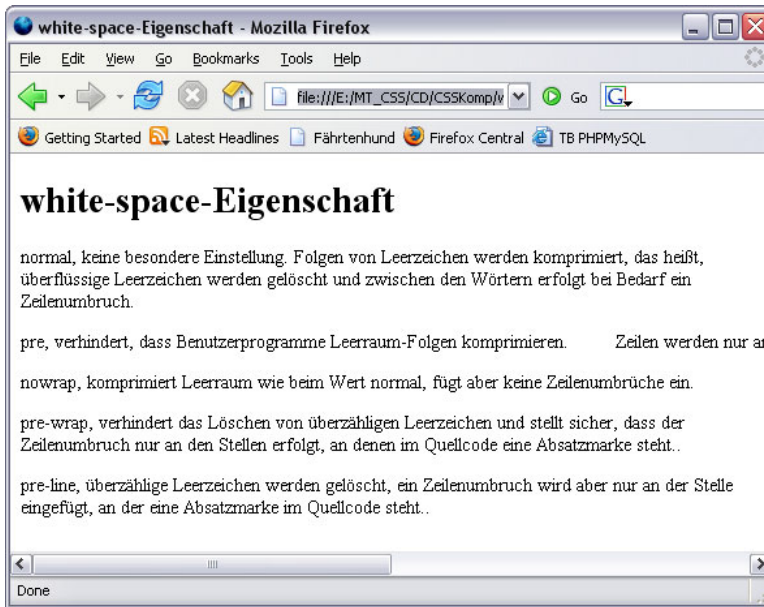 white-space-Eigenschaft - Mozilla Firefox
File Edit View Go Bookmarks Tools Help
file:///E:/MT_CSS/CD/CSSKomp/v Go G
Getting Started Latest Headlines Fährtenhund Firefox Central TB PHPMySQL
white-space-Eigenschaft
normal, keine besondere Einstellung. Folgen von Leerzeichen werden komprimiert, das heißt,
überflüssige Leerzeichen werden gelöscht und zwischen den Wörtern erfolgt bei Bedarf ein
Zeilenumbruch.
pre, verhindert, dass Benutzerprogramme Leerraum-Folgen komprimieren. Zeilen werden nur
nowrap, komprimiert Leerraum wie beim Wert normal, fügt aber keine Zeilenumbrüche ein.
pre-wrap, verhindert das Löschen von überzähligen Leerzeichen und stellt sicher, dass der
Zeilenumbruch nur an den Stellen erfolgt, an denen im Quellcode eine Absatzmarke steht..
pre-line, überzählige Leerzeichen werden gelöscht, ein Zeilenumbruch wird aber nur an der Stelle
eingefügt, an der eine Absatzmarke im Quellcode steht..
Done